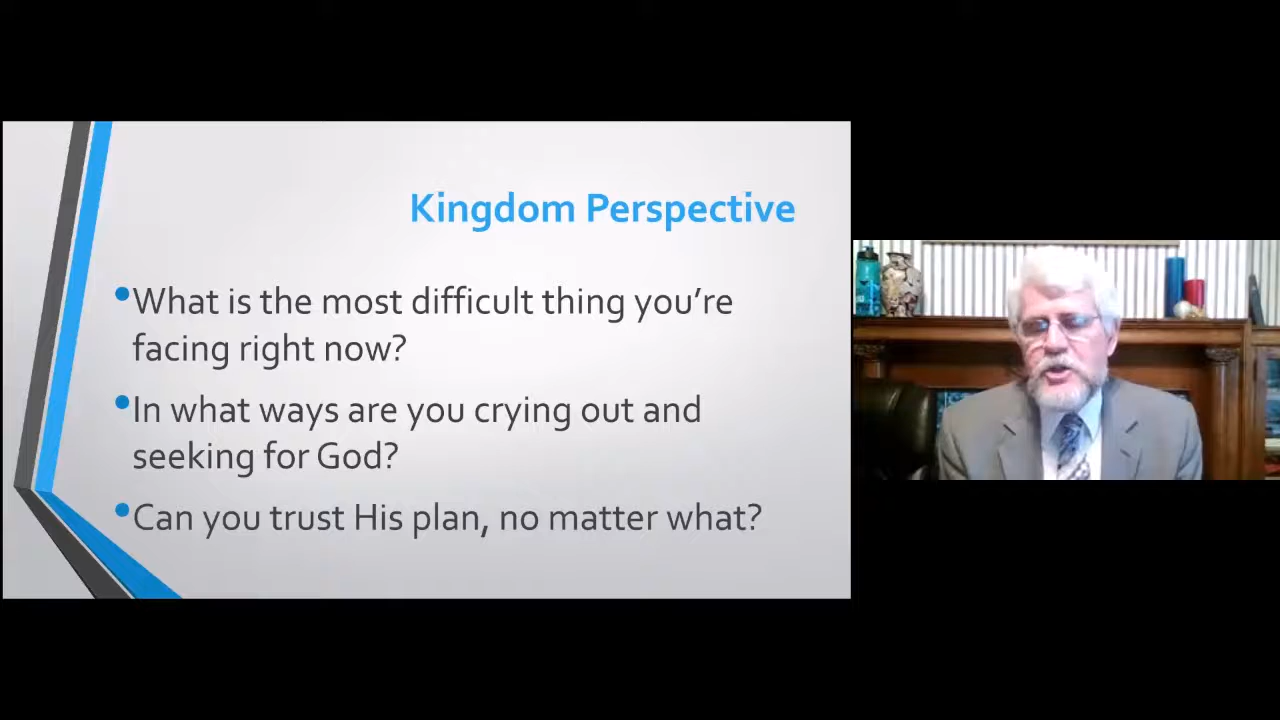 Kingdom Perspective
•What is the most difficult thing you’re
facing right now?
•In what ways are you crying out and
seeking for God?
•Can you trust His plan, no matter what?